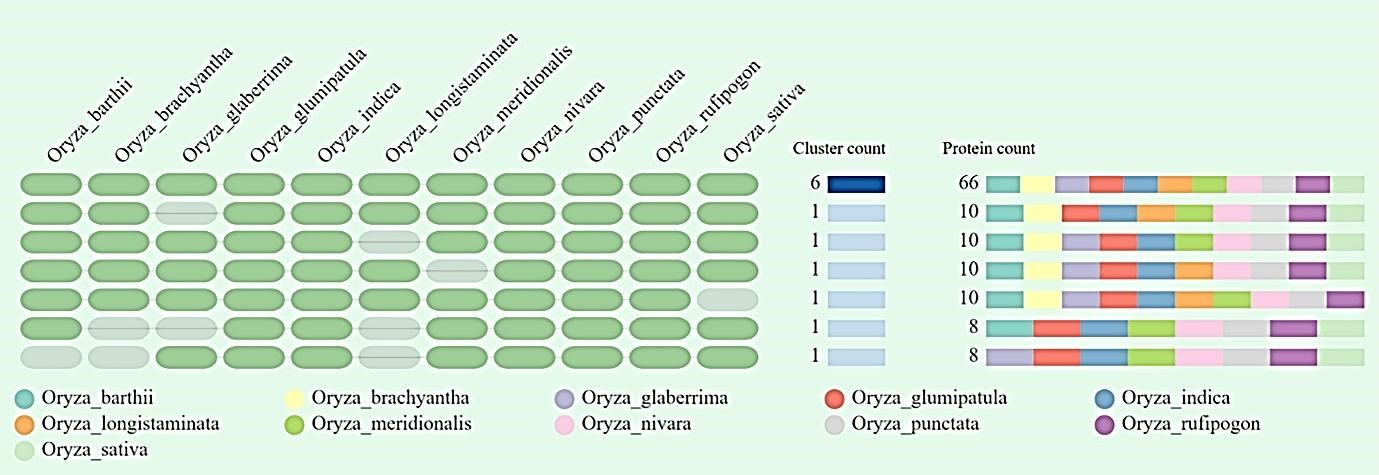 Oryza_barthii
Oryza_brachyantha
Oryza_glaberrima
Oryza_glumipatula
Oryza_indica
Oryza_longistaminata
Oryza_meridionalis
Oryza_nivara
Oryza_punctata
Oryza_rufipogon
Oryza_sativa
Cluster count Protein count
6 66
1 10
1 10
1 10
1 10
1 8
1 8
Oryza_barthii Oryza_brachyantha Oryza_glaberrima Oryza_glumipatula Oryza_indica
Oryza_longistaminata Oryza_meridionalis Oryza_nivara Oryza_punctata Oryza_rufipogon
Oryza_sativa